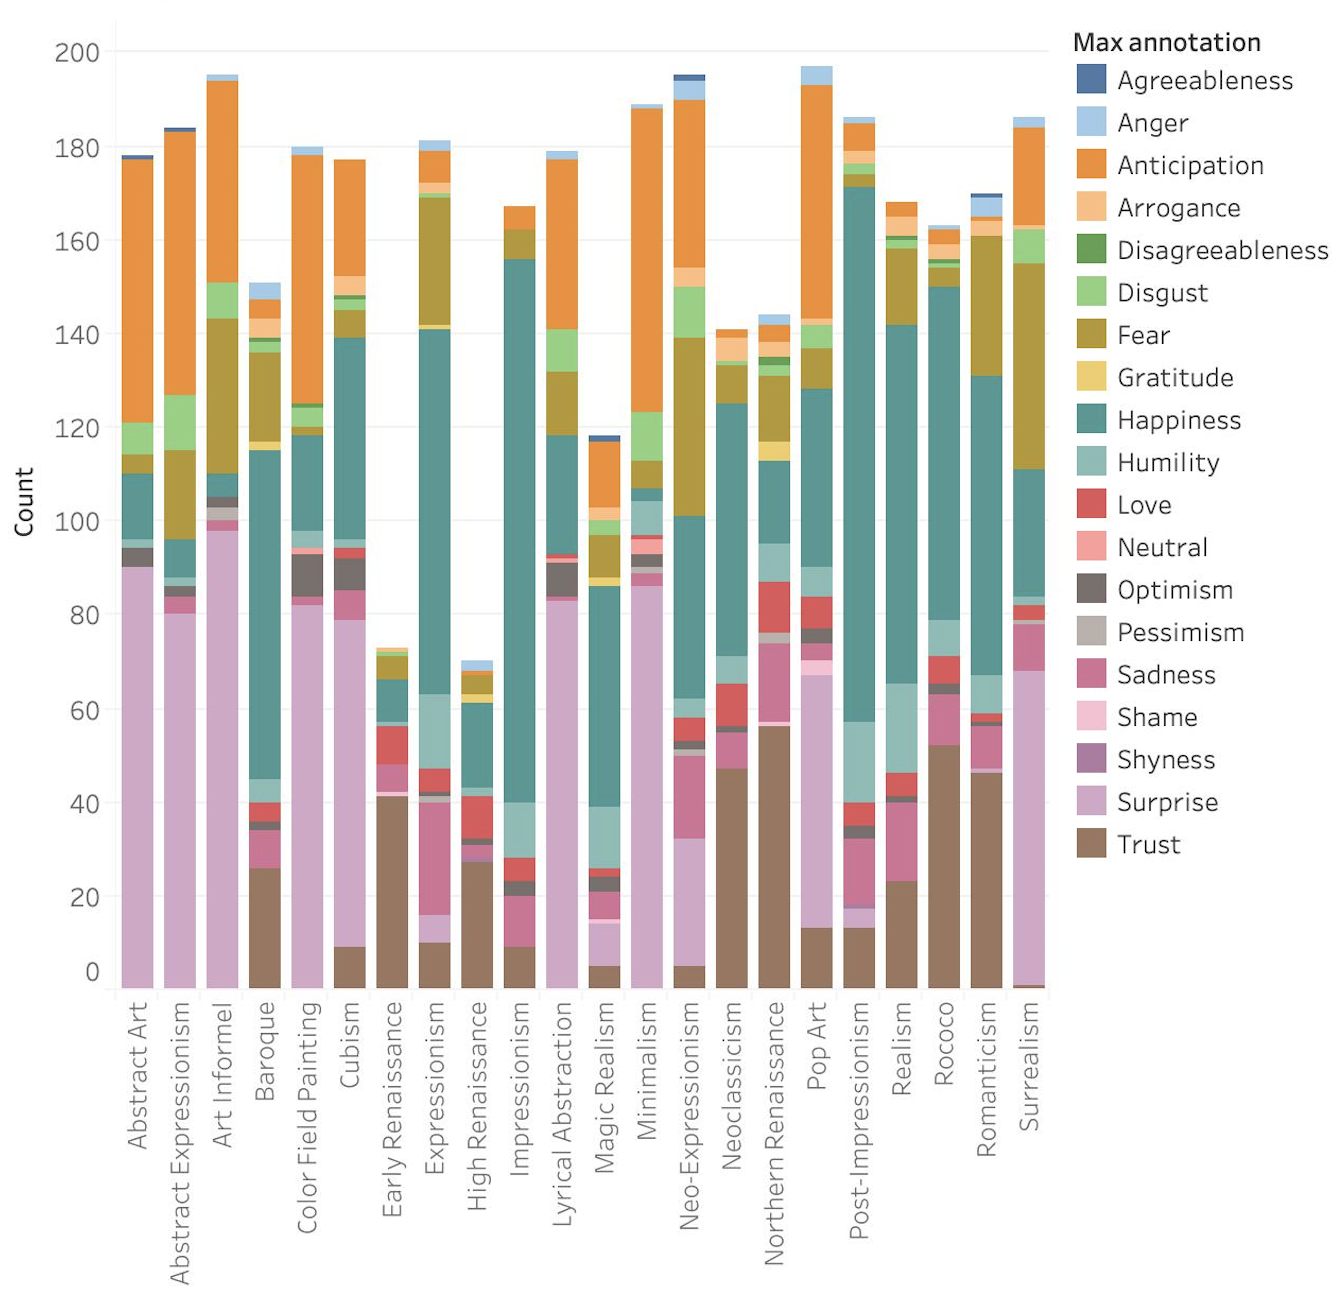 Max annotation
Agreeableness
Anger
Anticipation
Arrogance
Disagreeableness
Disgust
Fear
Gratitude
Happiness
Humility
Love
Neutral
Optimism
Pessimism
Sadness
Shame
Shyness
Surprise
Trust
Count
200
180
160
140
120
100
80
60
40
20
0
Abstract Art
Abstract Expressionism
Art Informel
Baroque
Color Field Painting
Cubism
Early Renaissance
Expressionism
High Renaissance
Impressionism
Lyrical Abstraction
Magic Realism
Minimalism
Neo-Expressionism
Neoclassicism
Northern Renaissance
Pop Art
Post-Impressionism
Realism
Rococo
Romanticism
Surrealism